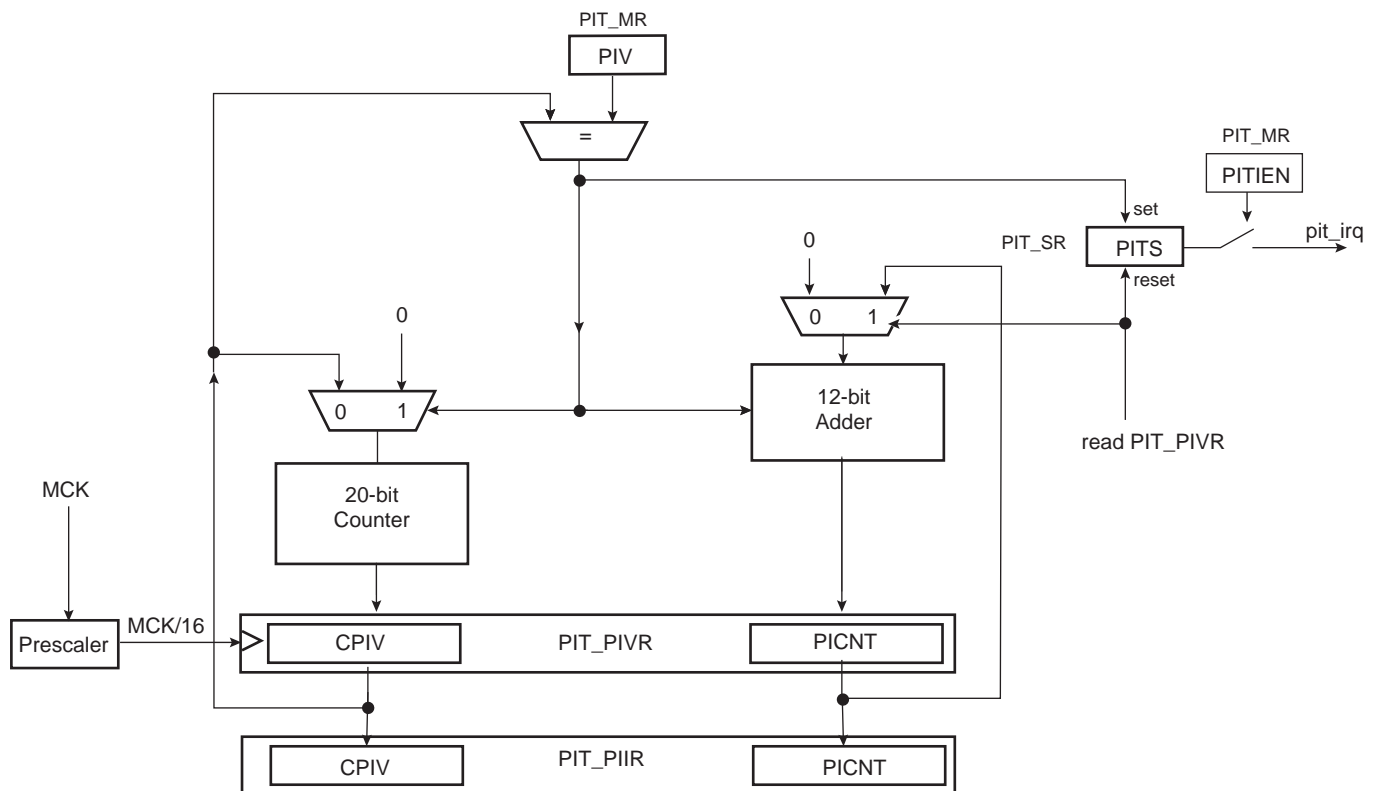 PIT_MR
PIV
=
PIT_MR
PITIEN
set
0
PIT_SR
PITS
pit_irq
reset
0
0 1
0 1
12-bit
Adder
read PIT_PIVR
MCK
20-bit
Counter
MCK/16
Prescaler
CPIV
PIT_PIVR
PICNT
CPIV
PIT_PIIR
PICNT